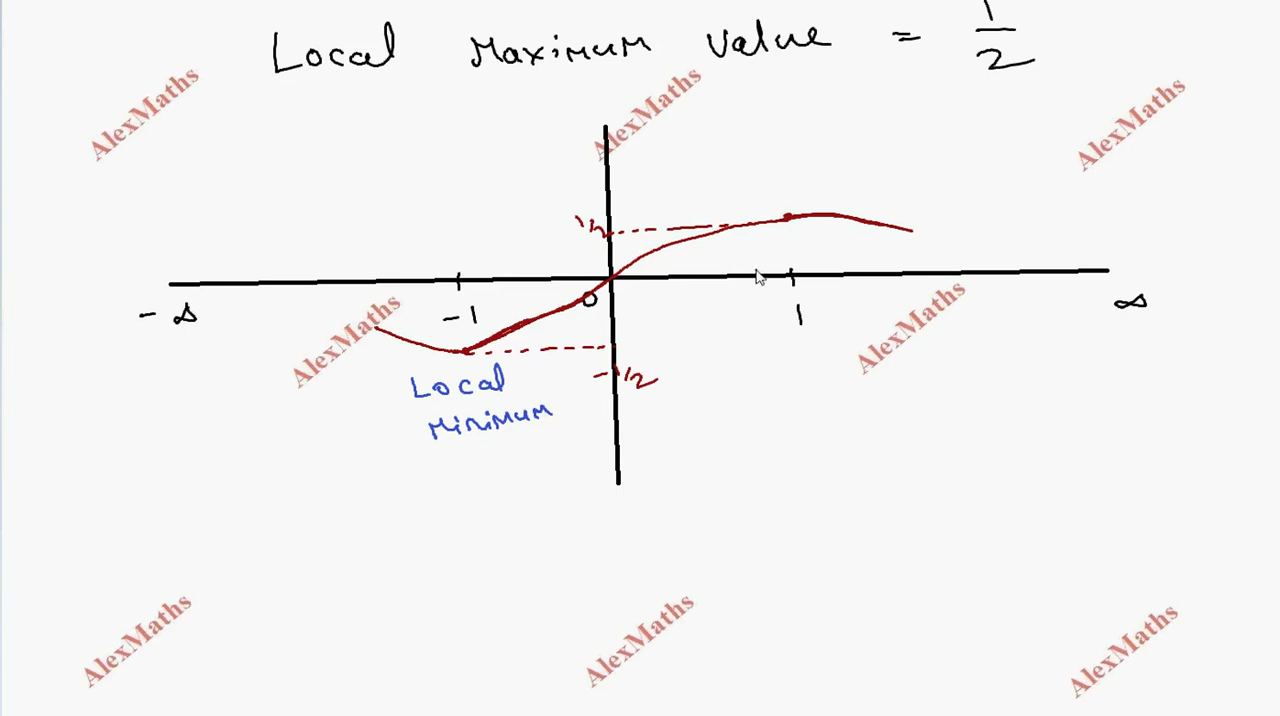 Local Maximum Value = 1/2
AlexMaths AlexMaths AlexMaths
1/2
-∞ -1 0 1 ∞
AlexMaths AlexMaths
-1/2
Local
Minimum
AlexMaths AlexMaths AlexMaths